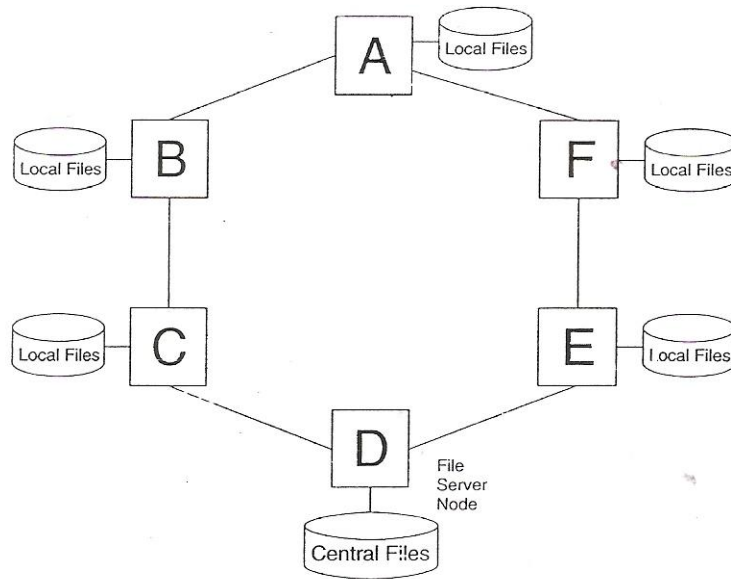 A
Local Files
B
Local Files
F
Local Files
C
Local Files
E
Local Files
D
File
Server
Node
Central Files